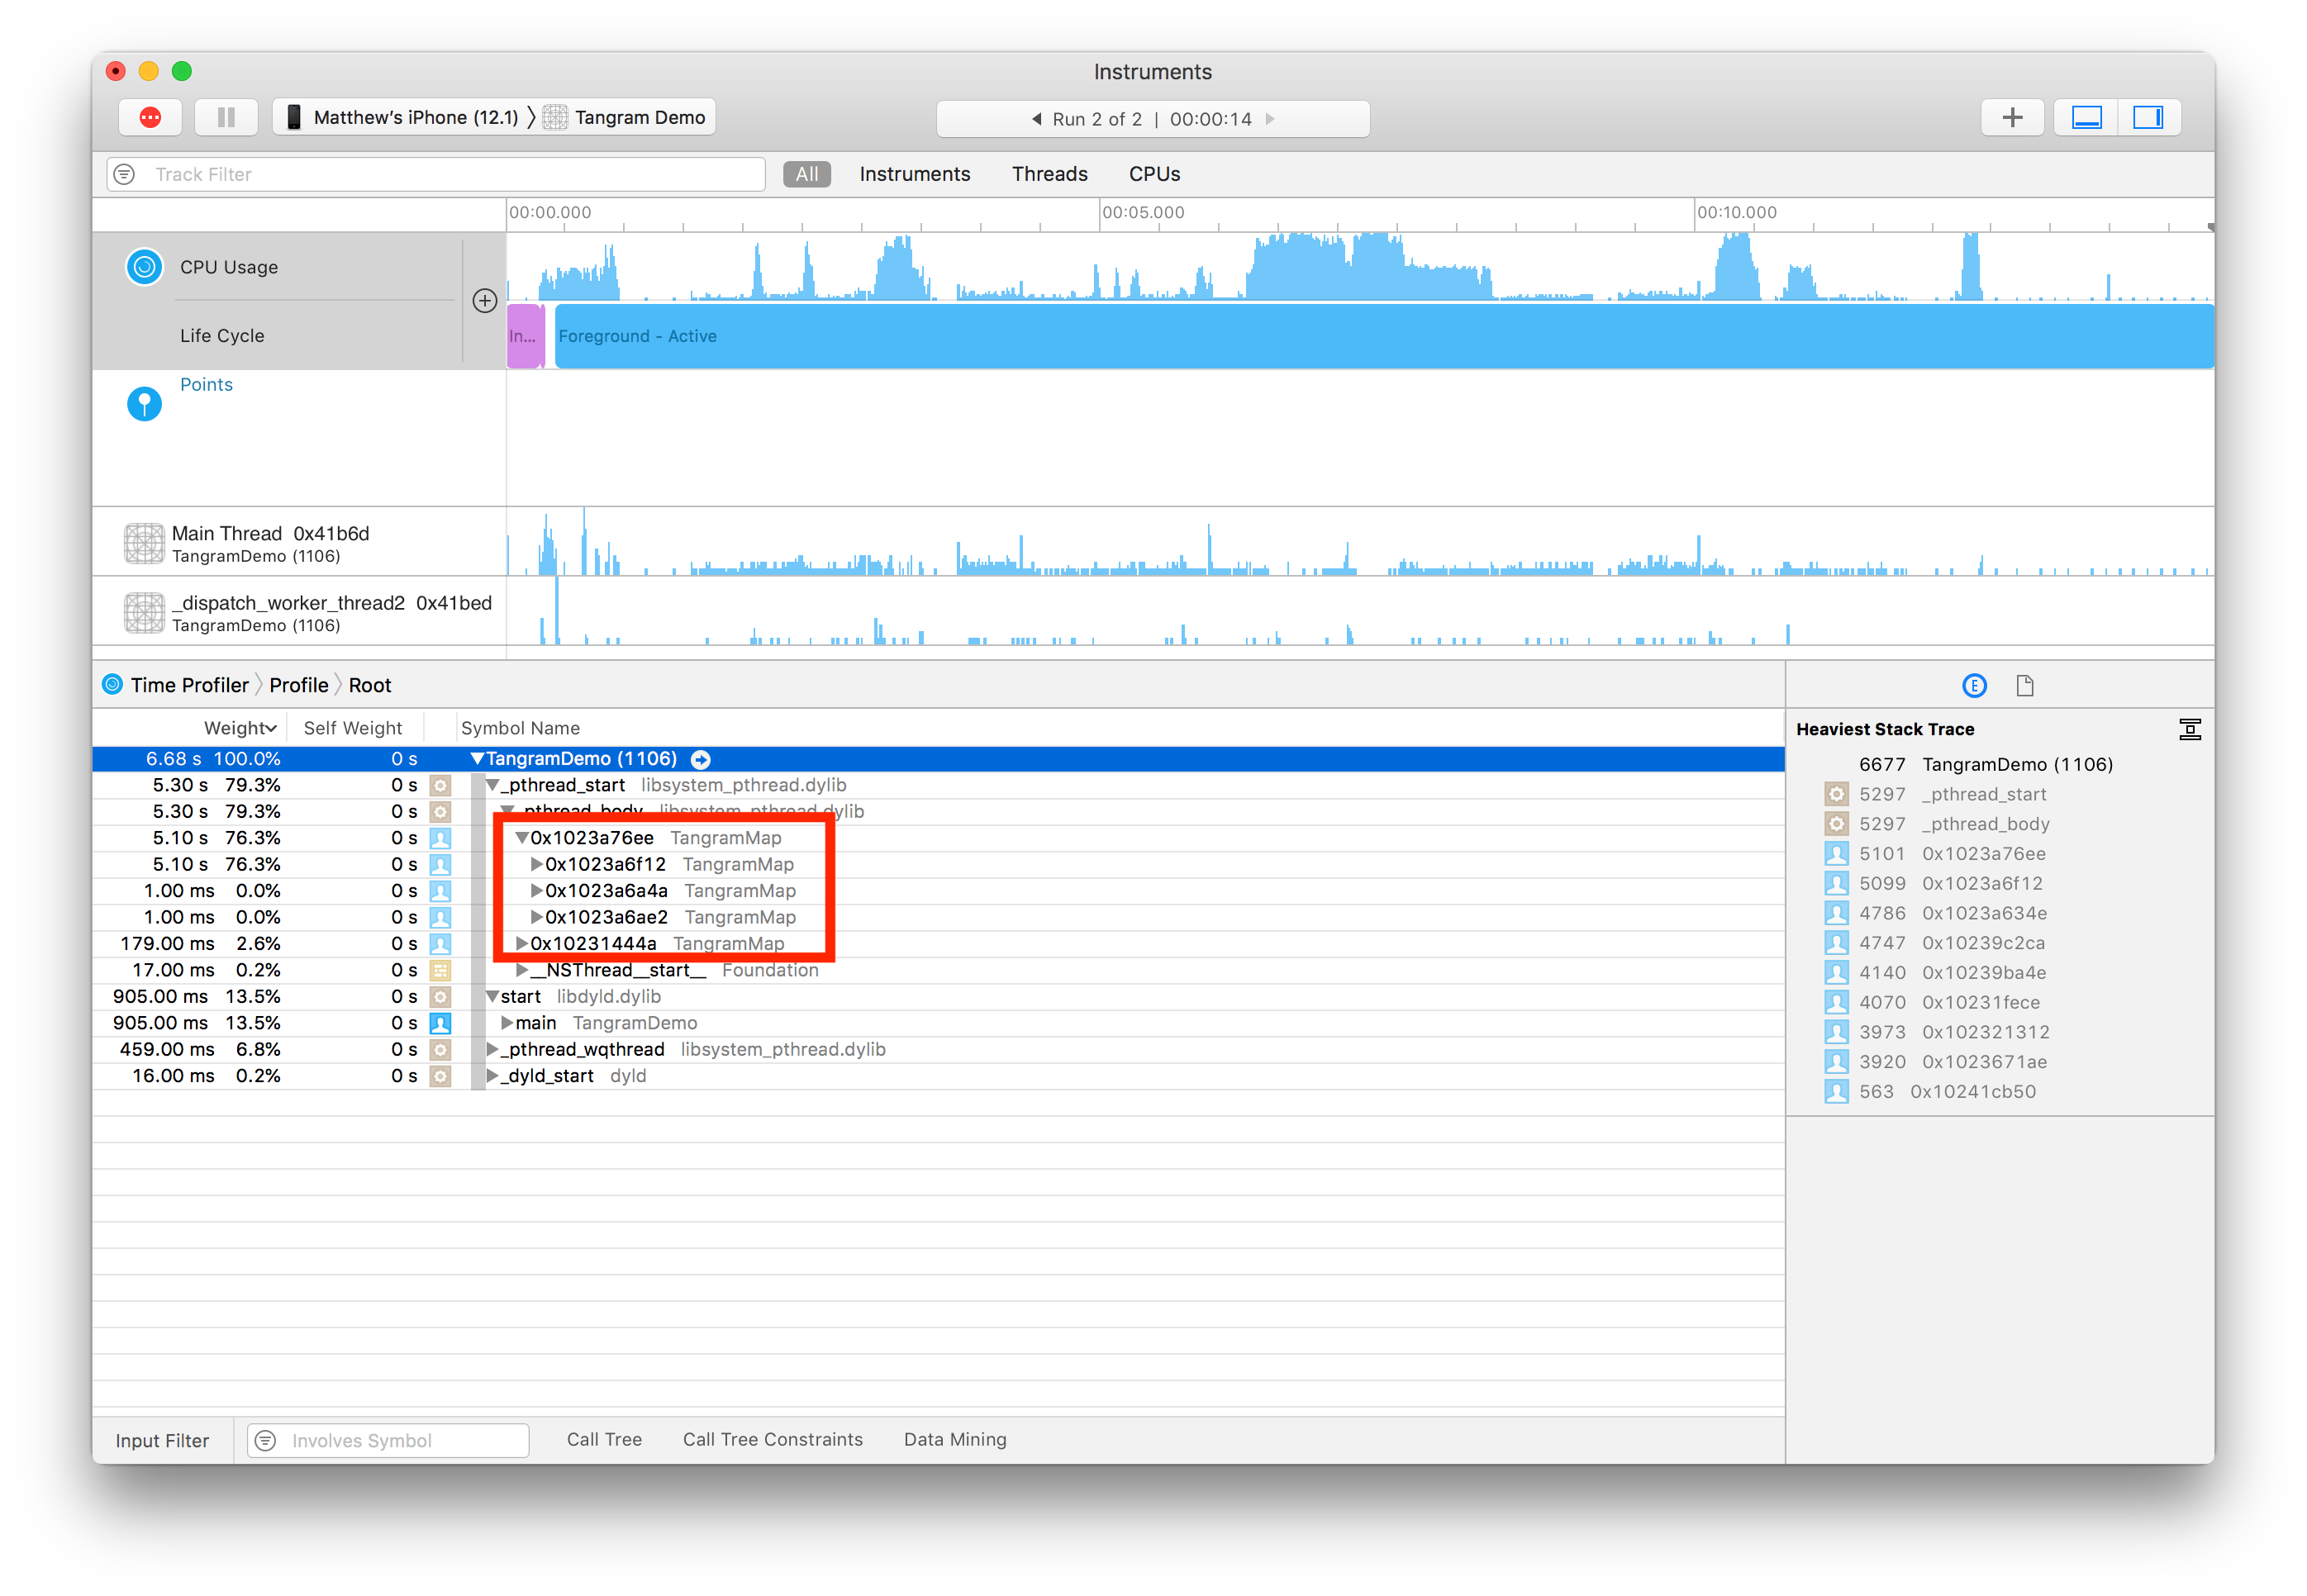 Instruments
Matthew's iPhone (12.1) Tangram Demo
Run 2 of 2 | 00:00:14
Track Filter All Instruments Threads CPUs
00:00.000 00:05.000 00:10.000
CPU Usage
Life Cycle In... Foreground - Active
Points
Main Thread 0x41b6d
TangramDemo (1106)
_dispatch_worker_thread2 0x41bed
TangramDemo (1106)
Time Profiler Profile Root
Weight Self Weight Symbol Name
6.68 s 100.0% 0 s TangramDemo (1106)
5.30 s 79.3% 0 s _pthread_start libsystem_pthread.dylib
5.30 s 79.3% 0 s _pthread_body libsystem_pthread.dylib
5.10 s 76.3% 0 s 0x1023a76ee TangramMap
5.10 s 76.3% 0 s 0x1023a6f12 TangramMap
1.00 ms 0.0% 0 s 0x1023a6a4a TangramMap
1.00 ms 0.0% 0 s 0x1023a6ae2 TangramMap
179.00 ms 2.6% 0 s 0x10231444a TangramMap
17.00 ms 0.2% 0 s __NSThread__start__ Foundation
905.00 ms 13.5% 0 s start libdyld.dylib
905.00 ms 13.5% 0 s main TangramDemo
459.00 ms 6.8% 0 s _pthread_wqthread libsystem_pthread.dylib
16.00 ms 0.2% 0 s _dyld_start dyld
E
Heaviest Stack Trace
6677 TangramDemo (1106)
5297 _pthread_start
5297 _pthread_body
5101 0x1023a76ee
5099 0x1023a6f12
4786 0x1023a634e
4747 0x10239c2ca
4140 0x10239ba4e
4070 0x10231fece
3973 0x102321312
3920 0x1023671ae
563 0x10241cb50
Input Filter Involves Symbol Call Tree Call Tree Constraints Data Mining